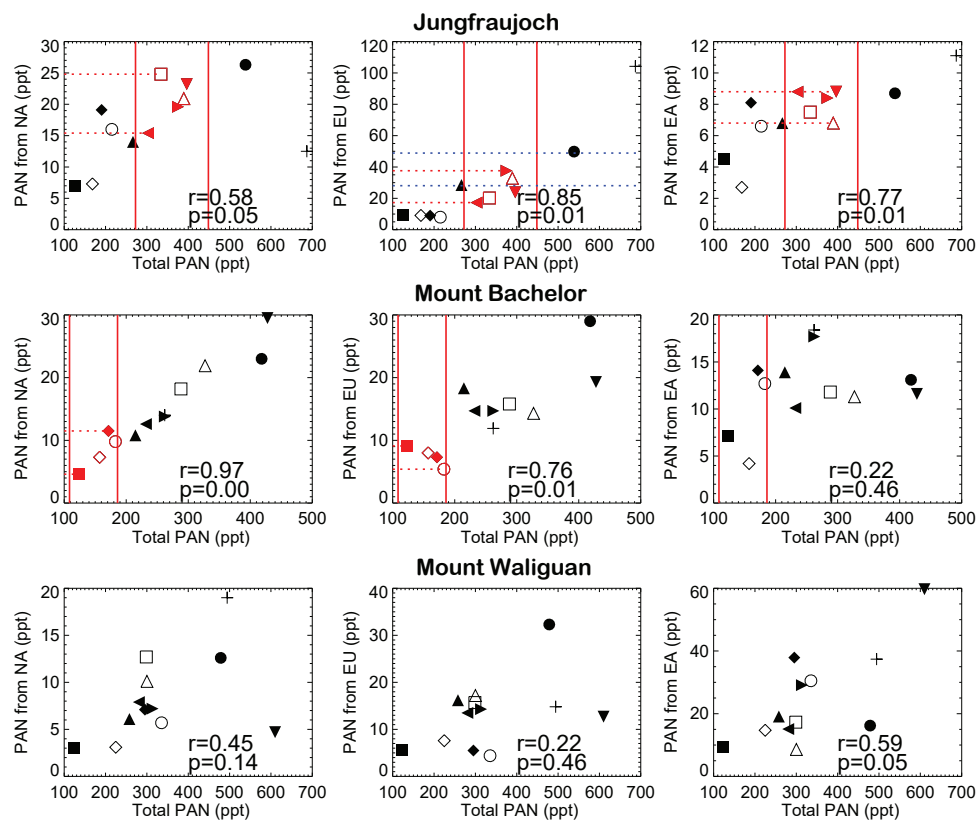 Jungfraujoch
30
25
20
15
10
5
0
PAN from NA (ppt)
r=0.58
p=0.05
100 200 300 400 500 600 700
Total PAN (ppt)
120
100
80
60
40
20
0
PAN from EU (ppt)
r=0.85
p=0.01
100 200 300 400 500 600 700
Total PAN (ppt)
12
10
8
6
4
2
0
PAN from EA (ppt)
r=0.77
p=0.01
100 200 300 400 500 600 700
Total PAN (ppt)
Mount Bachelor
30
20
10
0
PAN from NA (ppt)
r=0.97
p=0.00
100 200 300 400 500
Total PAN (ppt)
30
20
10
0
PAN from EU (ppt)
r=0.76
p=0.01
100 200 300 400 500
Total PAN (ppt)
20
15
10
5
0
PAN from EA (ppt)
r=0.22
p=0.46
100 200 300 400 500
Total PAN (ppt)
Mount Waliguan
20
15
10
5
0
PAN from NA (ppt)
r=0.45
p=0.14
100 200 300 400 500 600 700
Total PAN (ppt)
40
30
20
10
0
PAN from EU (ppt)
r=0.22
p=0.46
100 200 300 400 500 600 700
Total PAN (ppt)
60
40
20
0
PAN from EA (ppt)
r=0.59
p=0.05
100 200 300 400 500 600 700
Total PAN (ppt)